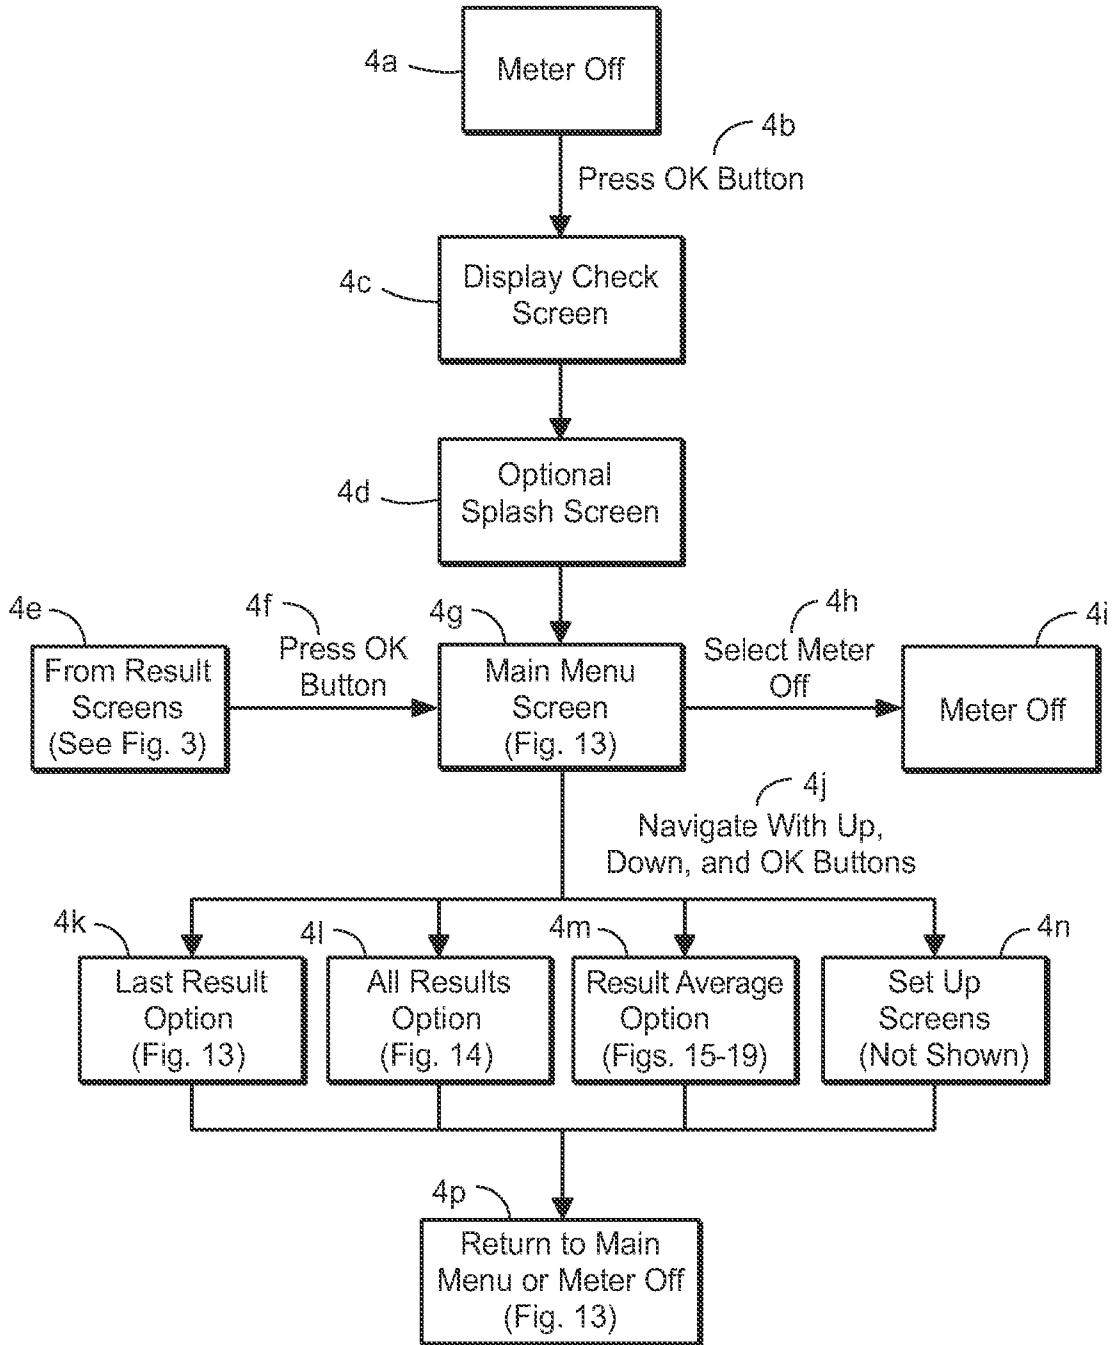 4a
Meter Off
4b
Press OK Button
4c
Display Check
Screen
4d
Optional
Splash Screen
4e
From Result
Screens
(See Fig. 3)
4f
Press OK
Button
4g
Main Menu
Screen
(Fig. 13)
4h
Select Meter
Off
4i
Meter Off
4j
Navigate With Up,
Down, and OK Buttons
4k
Last Result
Option
(Fig. 13)
4l
All Results
Option
(Fig. 14)
4m
Result Average
Option
(Figs. 15-19)
4n
Set Up
Screens
(Not Shown)
4p
Return to Main
Menu or Meter Off
(Fig. 13)